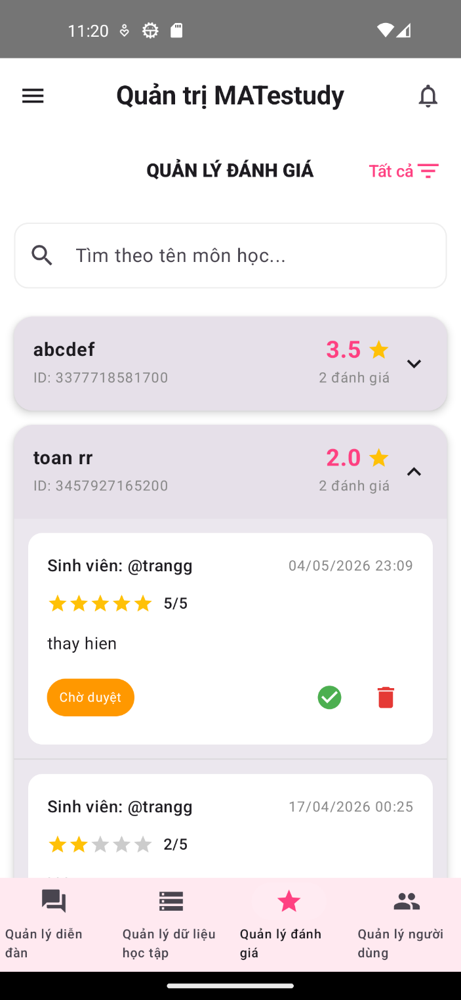 11:20
Quản trị MATestudy
QUẢN LÝ ĐÁNH GIÁ
Tất cả
Tìm theo tên môn học...
abcdef
3.5
ID: 3377718581700
2 đánh giá
toan rr
2.0
ID: 3457927165200
2 đánh giá
Sinh viên: @trangg
04/05/2026 23:09
5/5
thay hien
Chờ duyệt
Sinh viên: @trangg
17/04/2026 00:25
2/5
Quản lý diễn
đàn
Quản lý dữ liệu
học tập
Quản lý đánh
giá
Quản lý người
dùng